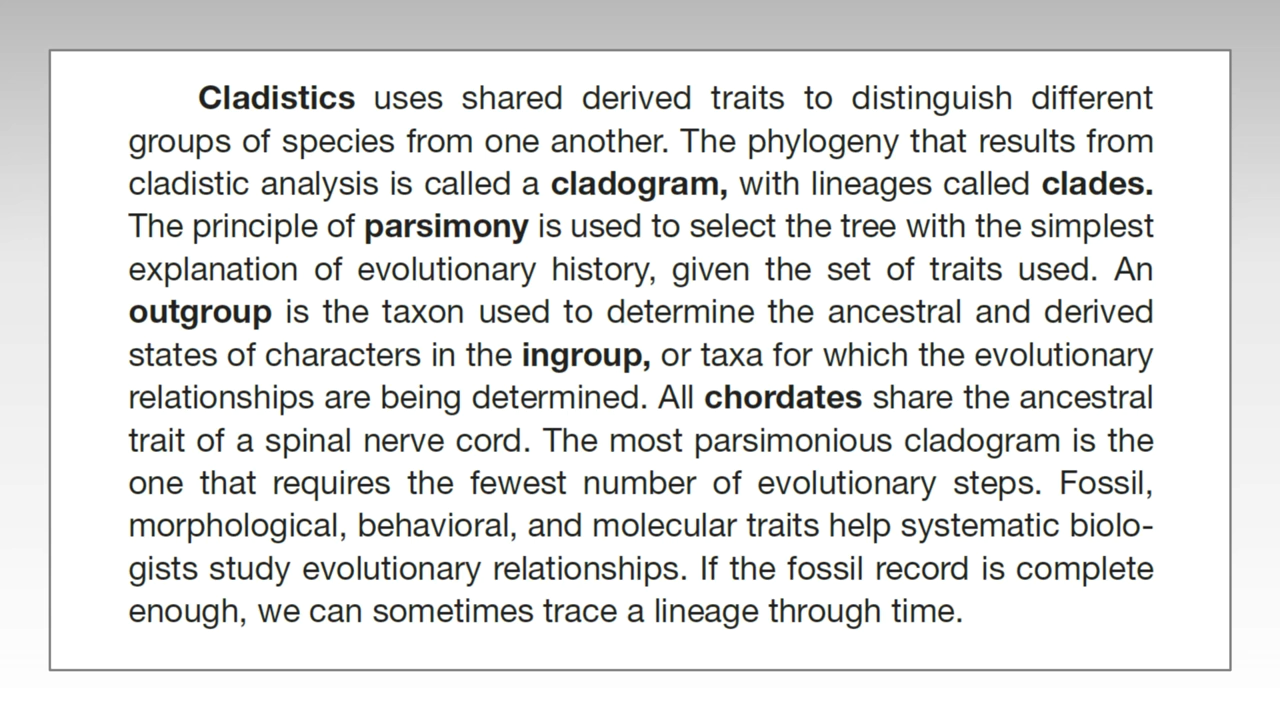 Cladistics uses shared derived traits to distinguish different
groups of species from one another. The phylogeny that results from
cladistic analysis is called a cladogram, with lineages called clades.
The principle of parsimony is used to select the tree with the simplest
explanation of evolutionary history, given the set of traits used. An
outgroup is the taxon used to determine the ancestral and derived
states of characters in the ingroup, or taxa for which the evolutionary
relationships are being determined. All chordates share the ancestral
trait of a spinal nerve cord. The most parsimonious cladogram is the
one that requires the fewest number of evolutionary steps. Fossil,
morphological, behavioral, and molecular traits help systematic biolo-
gists study evolutionary relationships. If the fossil record is complete
enough, we can sometimes trace a lineage through time.